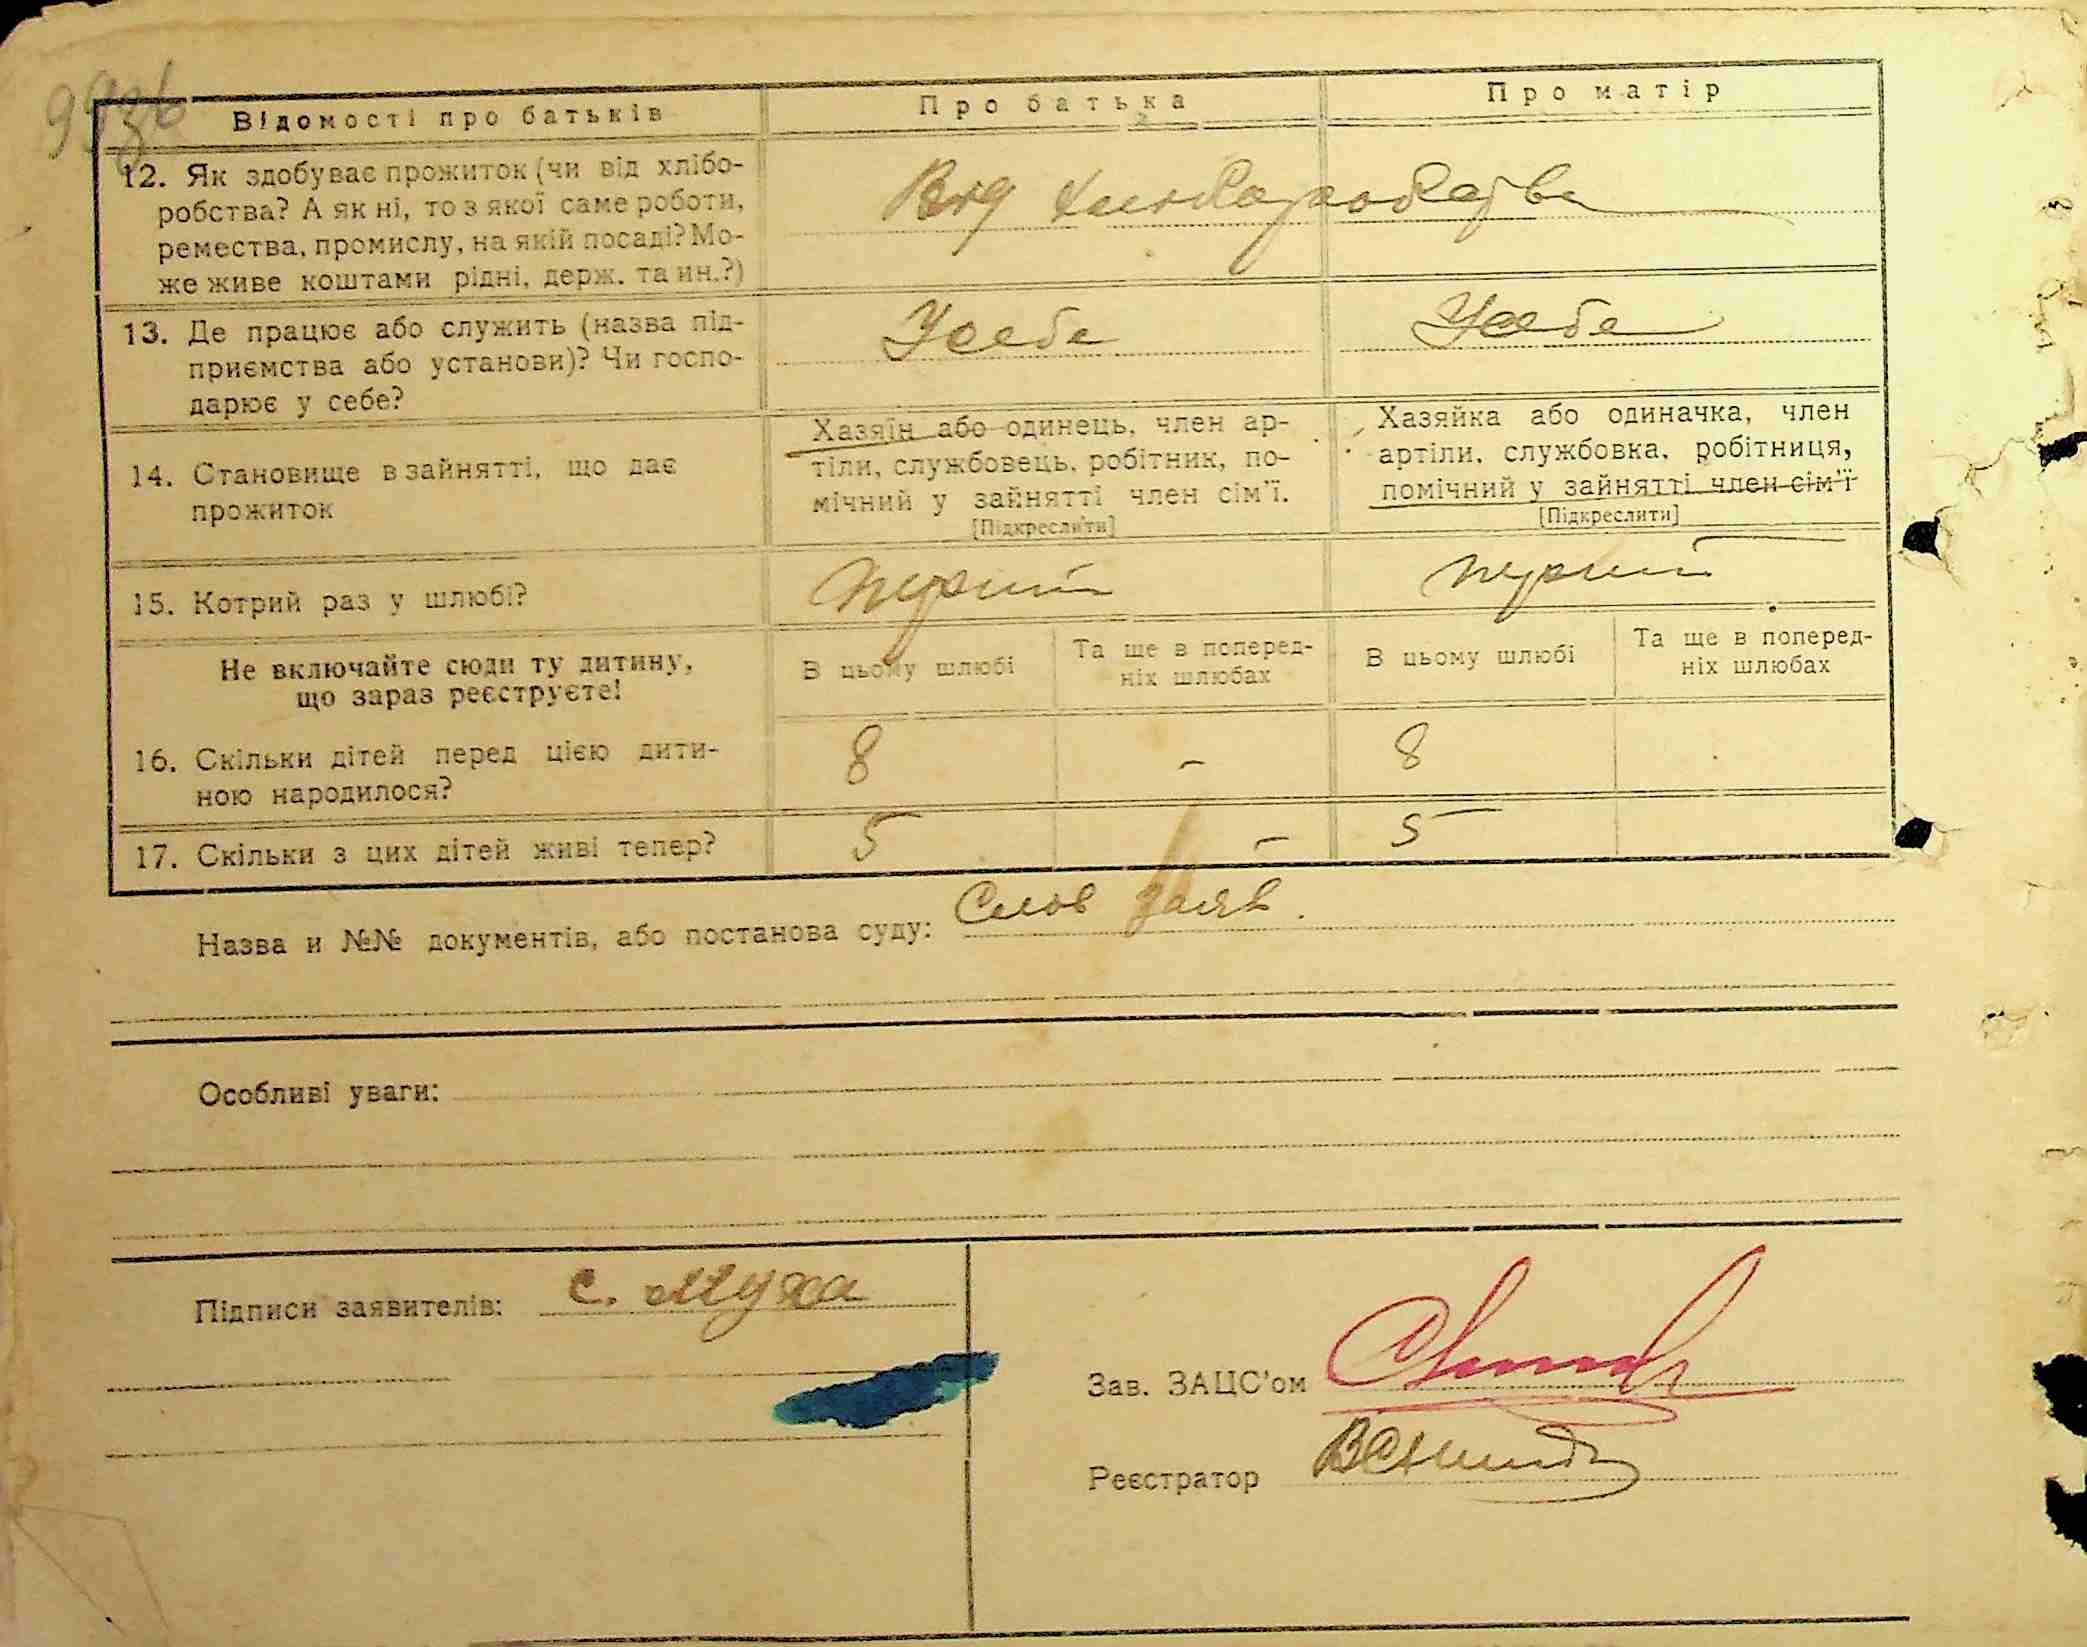 Відомості про батьків
Про батька
Про матір
12. Як здобуває прожиток (чи від хлібо-
робства? А як ні, то з якої саме роботи,
ремества, промислу, на якій посаді? Мо-
же живе коштами рідні, держ. та ин.?)
Від
13. Де працює або служить (назва під-
приємства або установи)? Чи госпо-
дарює у себе?
У себе
У себе
14. Становище в зайнятті, що дає
прожиток
Хазяїн або одинець, член ар-
тіли, службовець, робітник, по-
мічний у зайнятті член сім'ї.
[Підкреслити]
Хазяйка або одиначка, член
артіли, службовка, робітниця,
помічний у зайнятті член сім'ї
[Підкреслити]
15. Котрий раз у шлюбі?
перший
перший
Не включайте сюди ту дитину,
що зараз реєструєте!
В цьому шлюбі
Та ще в поперед-
ніх шлюбах
В цьому шлюбі
Та ще в поперед-
ніх шлюбах
16. Скільки дітей перед цією дити-
ною народилося?
8
-
8
17. Скільки з цих дітей живі тепер?
5
-
5
Назва и №№ документів, або постанова суду: Слов заяв.
Особливі уваги:
Підписи заявителів: С. Муха
Зав. ЗАЦС'ом
Реєстратор